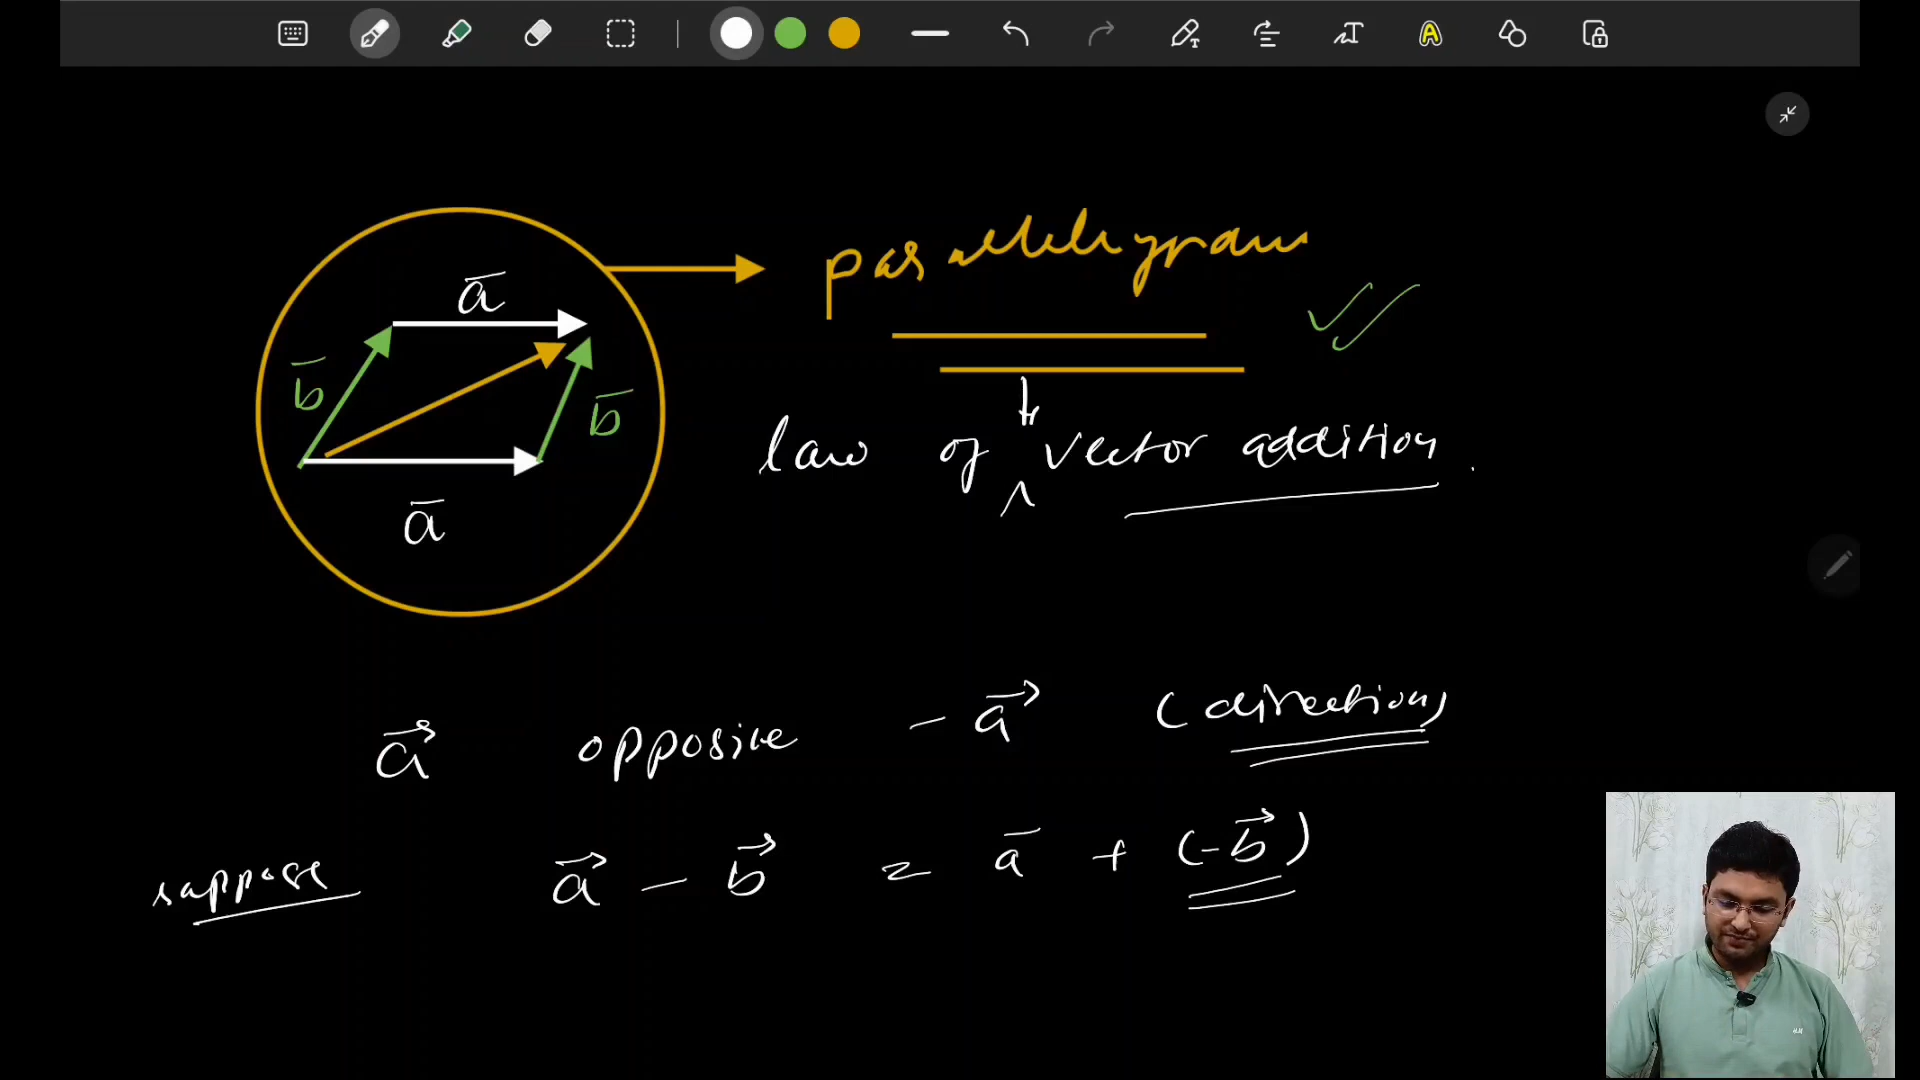 parallelogram
law of vector addition.
a̅
b̅
b̅
a̅
a⃗ opposite - a⃗ (direction)
suppose a⃗ - b⃗ = a̅ + (-b⃗)